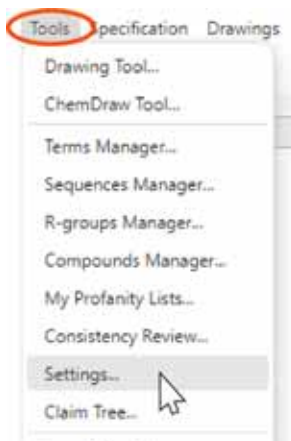 Tools Specification Drawings
Drawing Tool...
ChemDraw Tool...
Terms Manager...
Sequences Manager...
R-groups Manager...
Compounds Manager...
My Profanity Lists...
Consistency Review...
Settings...
Claim Tree...